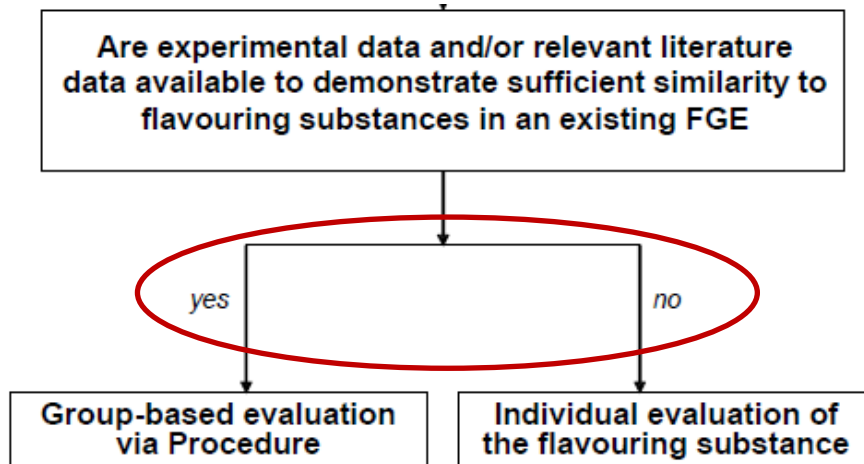 Are experimental data and/or relevant literature
data available to demonstrate sufficient similarity to
flavouring substances in an existing FGE
yes
no
Group-based evaluation
via Procedure
Individual evaluation of
the flavouring substance